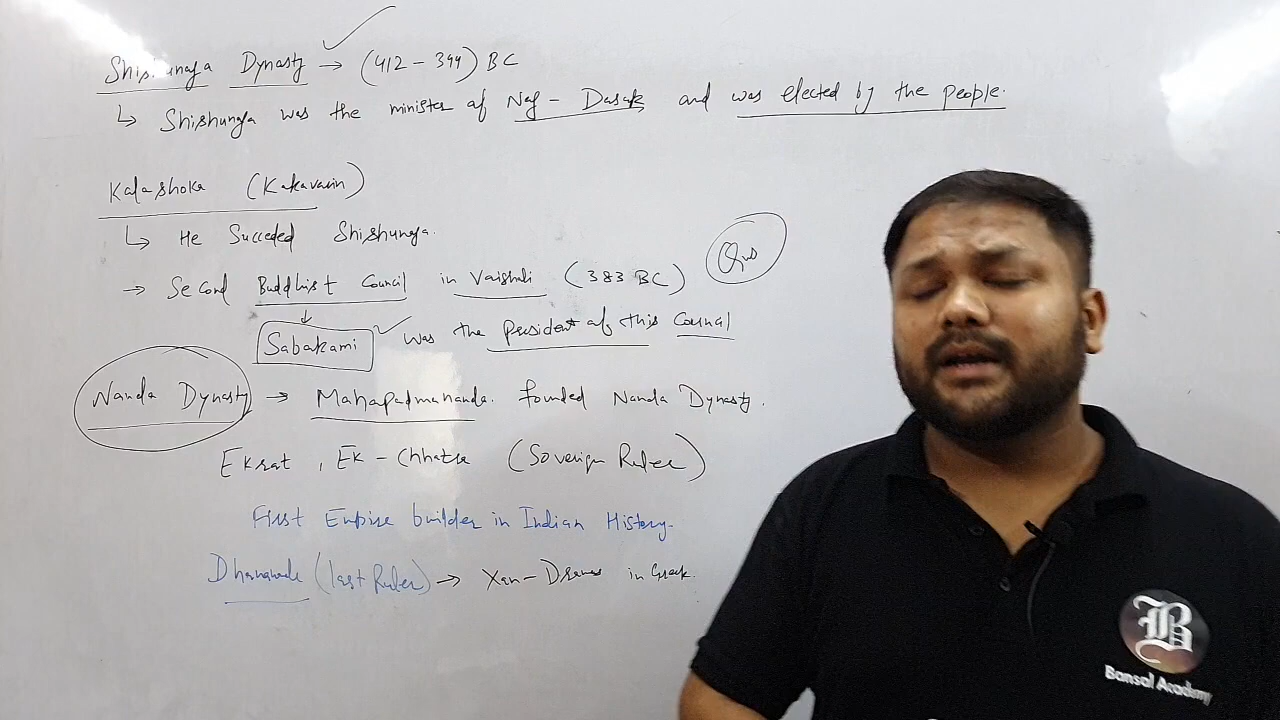 Shishunga Dynasty → (412 - 344) BC
↳ Shishunga was the minister of Nag - Dasak and was elected by the people.
Kalashoka (Kakavarin)
↳ He Succeded Shishunga.
→ Second Buddhist Council in Vaishali (383 BC)
Sabakami was the president of this Council
Nanda Dynasty → Mahapadmananda. founded Nanda Dynasty.
Ekrat, Ek - Chhatra (Soverign Ruler)
First Empire builder in Indian History-
Dhananada (last Ruler) → Xan - Drames in Greek.
B
Bansal Academy